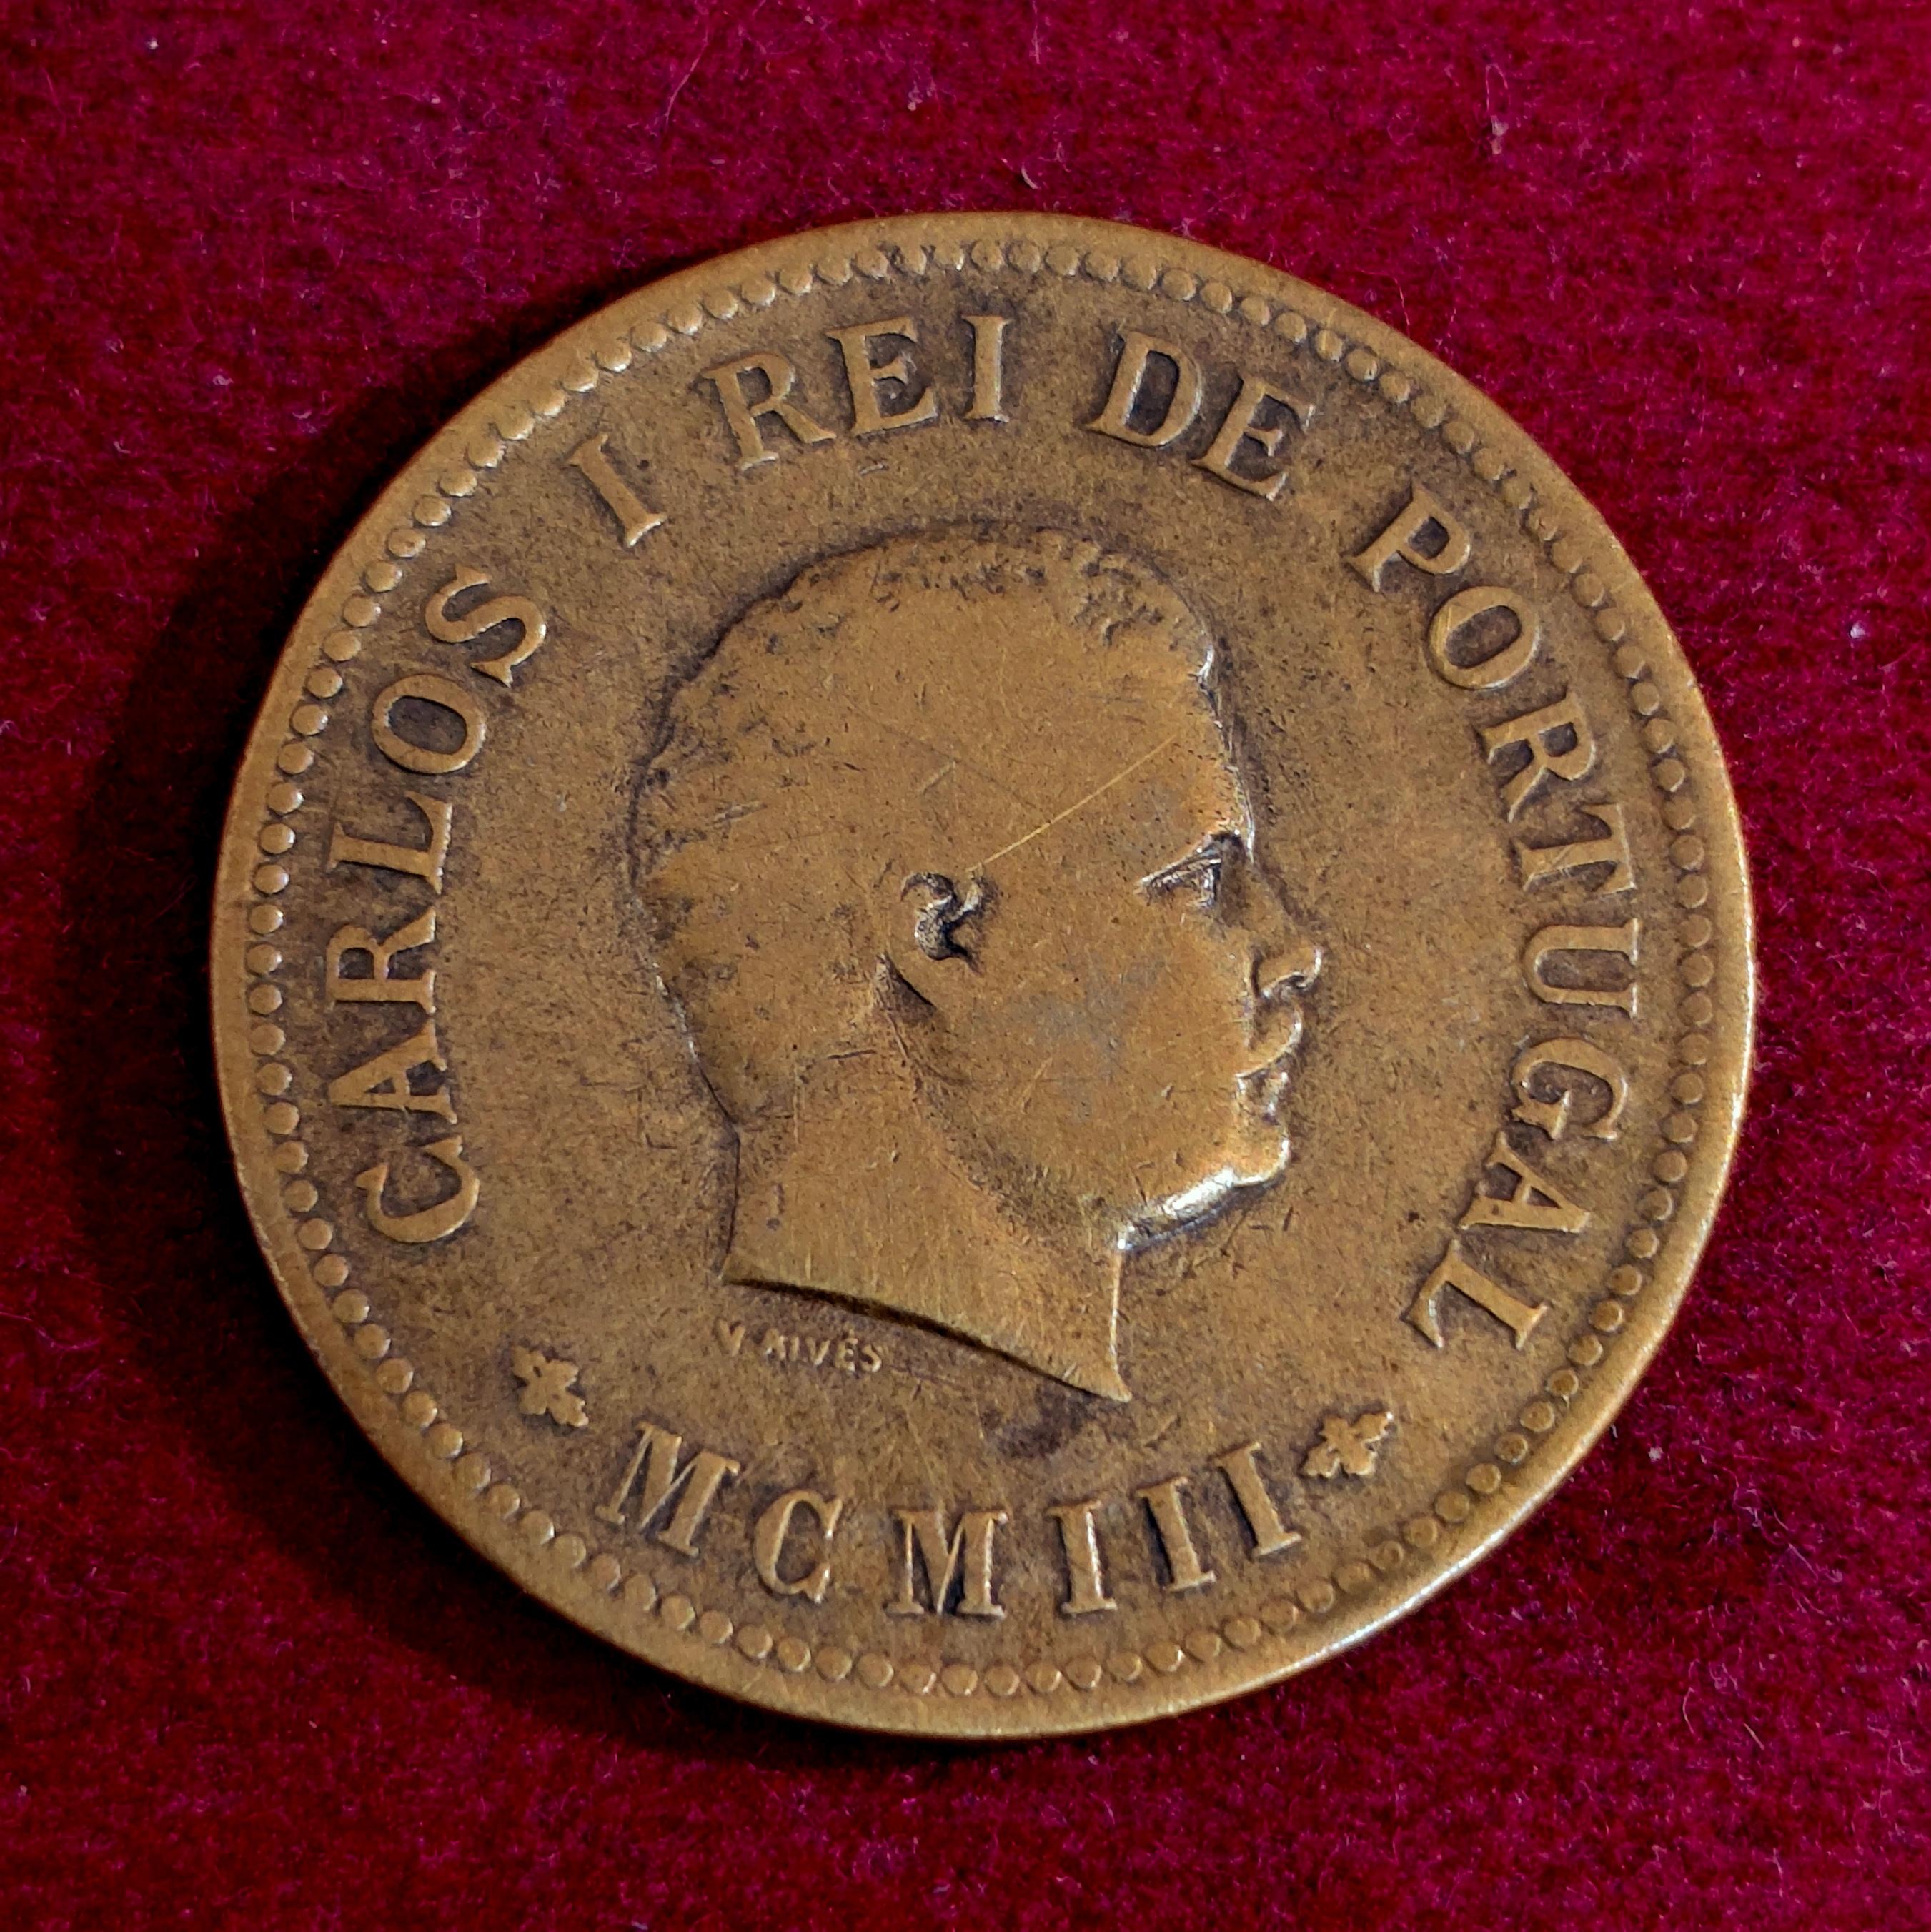 CARLOS I REI DE PORTUGAL
V. ALVES
MCMIII